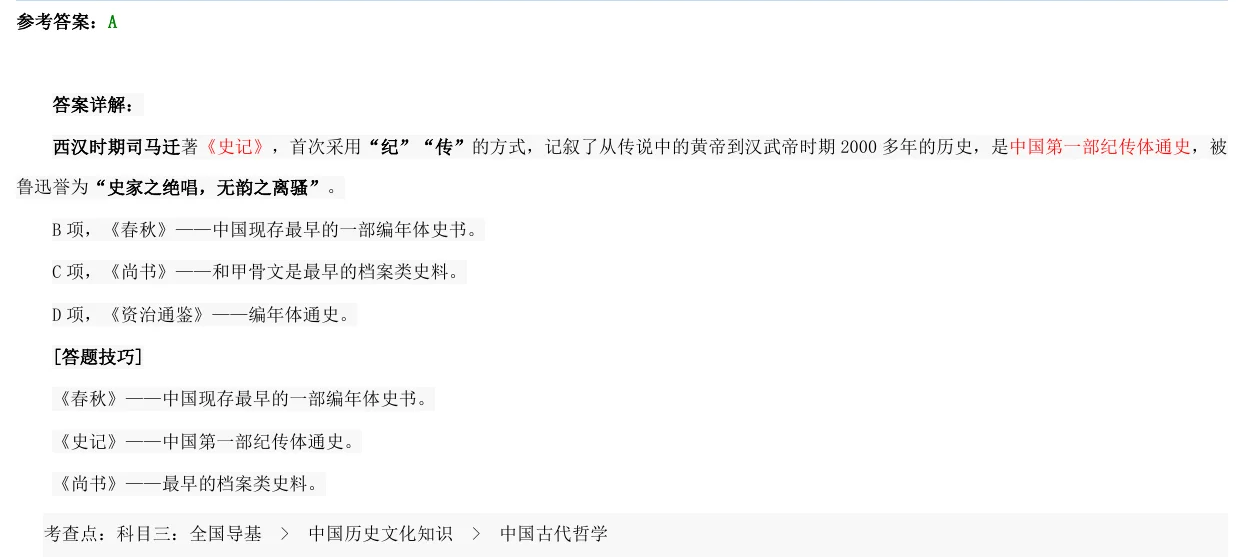 参考答案：A
答案详解：
西汉时期司马迁著《史记》，首次采用“纪”“传”的方式，记叙了从传说中的黄帝到汉武帝时期 2000 多年的历史，是中国第一部纪传体通史，被
鲁迅誉为“史家之绝唱，无韵之离骚”。
B 项，《春秋》——中国现存最早的一部编年体史书。
C 项，《尚书》——和甲骨文是最早的档案类史料。
D 项，《资治通鉴》——编年体通史。
[答题技巧]
《春秋》——中国现存最早的一部编年体史书。
《史记》——中国第一部纪传体通史。
《尚书》——最早的档案类史料。
考查点：科目三：全国导基 > 中国历史文化知识 > 中国古代哲学